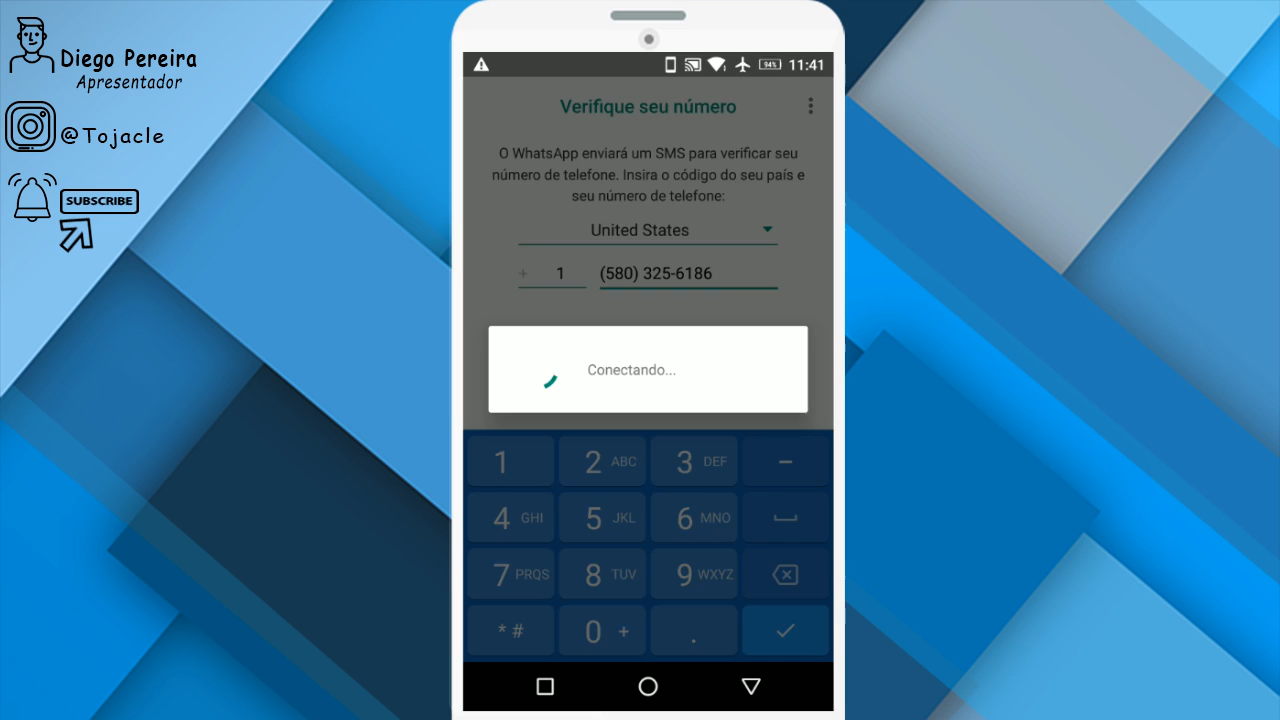 Diego Pereira
Apresentador
@Tojacle
SUBSCRIBE
94%
11:41
Verifique seu número
O WhatsApp enviará um SMS para verificar seu
número de telefone. Insira o código do seu país e
seu número de telefone:
United States
+ 1 (580) 325-6186
Conectando...
1 2 ABC 3 DEF –
4 GHI 5 JKL 6 MNO
7 PRQS 8 TUV 9 WXYZ
* # 0 + .